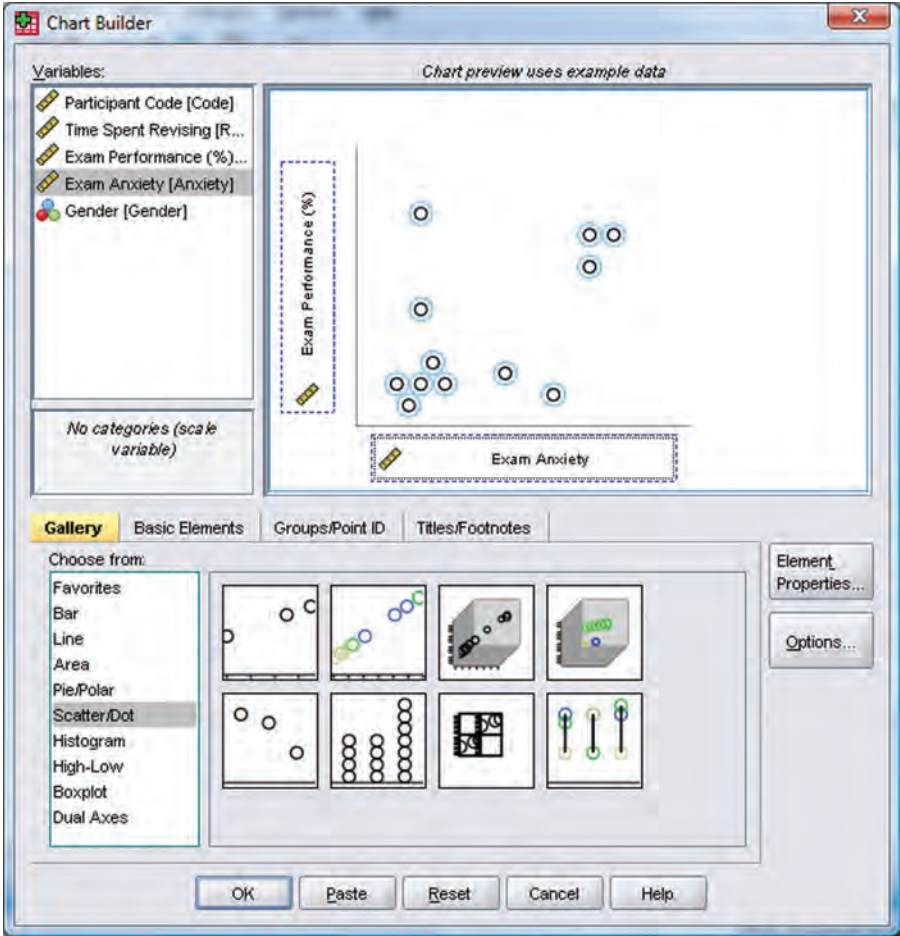 Chart Builder
Variables:
Chart preview uses example data
Participant Code [Code]
Time Spent Revising [R...
Exam Performance (%)...
Exam Anxiety [Anxiety]
Gender [Gender]
No categories (scale
variable)
Exam Performance (%)
Exam Anxiety
Gallery
Basic Elements
Groups/Point ID
Titles/Footnotes
Choose from:
Favorites
Bar
Line
Area
Pie/Polar
Scatter/Dot
Histogram
High-Low
Boxplot
Dual Axes
Element
Properties...
Options...
OK
Paste
Reset
Cancel
Help